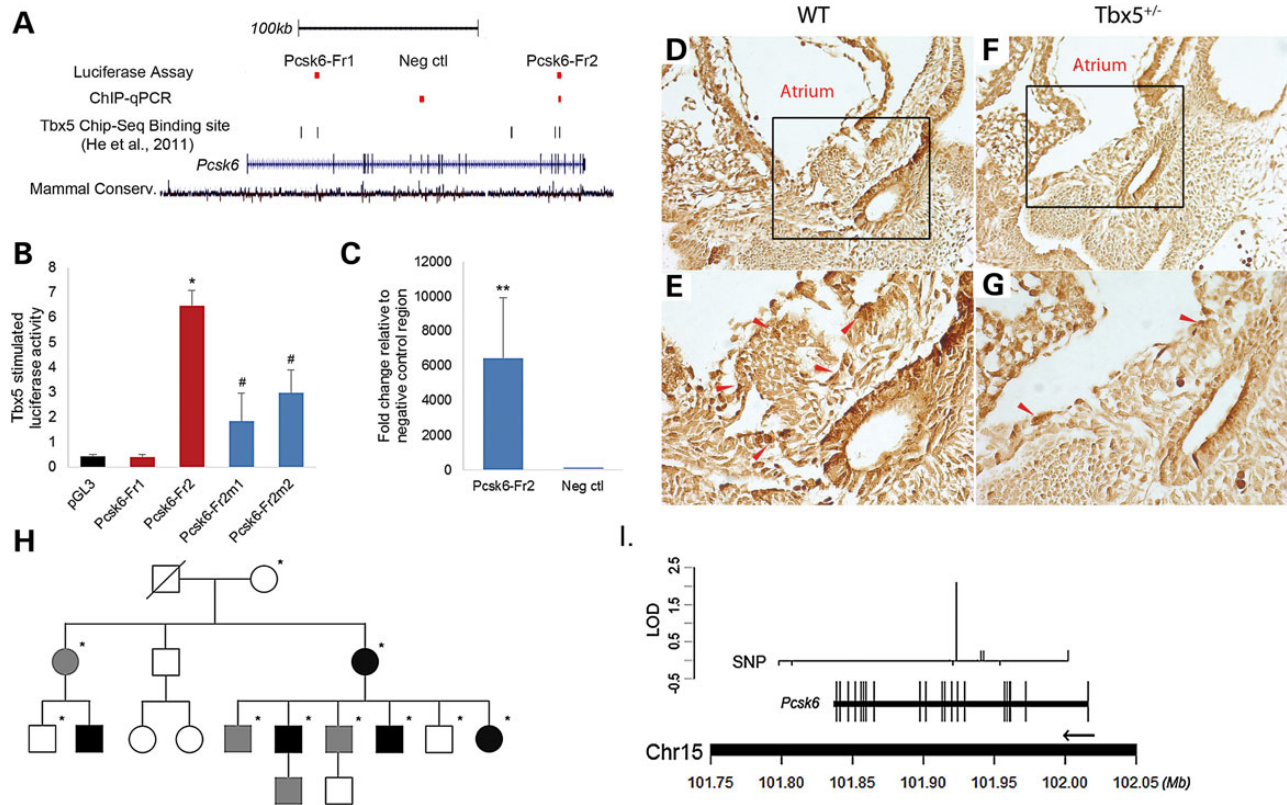 WT
Tbx5+/-
A
100kb
Pcsk6-Fr1
Neg ctl
Pcsk6-Fr2
Luciferase Assay
ChIP-qPCR
Tbx5 Chip-Seq Binding site
(He et al., 2011)
Pcsk6
Mammal Conserv.
B
Tbx5 stimulated
luciferase activity
8
7
6
5
4
3
2
1
0
*
#
#
pGL3
Pcsk6-Fr1
Pcsk6-Fr2
Pcsk6-Fr2m1
Pcsk6-Fr2m2
C
Fold change relative to
negative control region
12000
10000
8000
6000
4000
2000
0
**
Pcsk6-Fr2
Neg ctl
D
Atrium
F
Atrium
E
G
H
*
* *
* * * * * * *
I.
LOD
2.5
1.5
0.5
-0.5
SNP
Pcsk6
Chr15
101.75 101.80 101.85 101.90 101.95 102.00 102.05 (Mb)